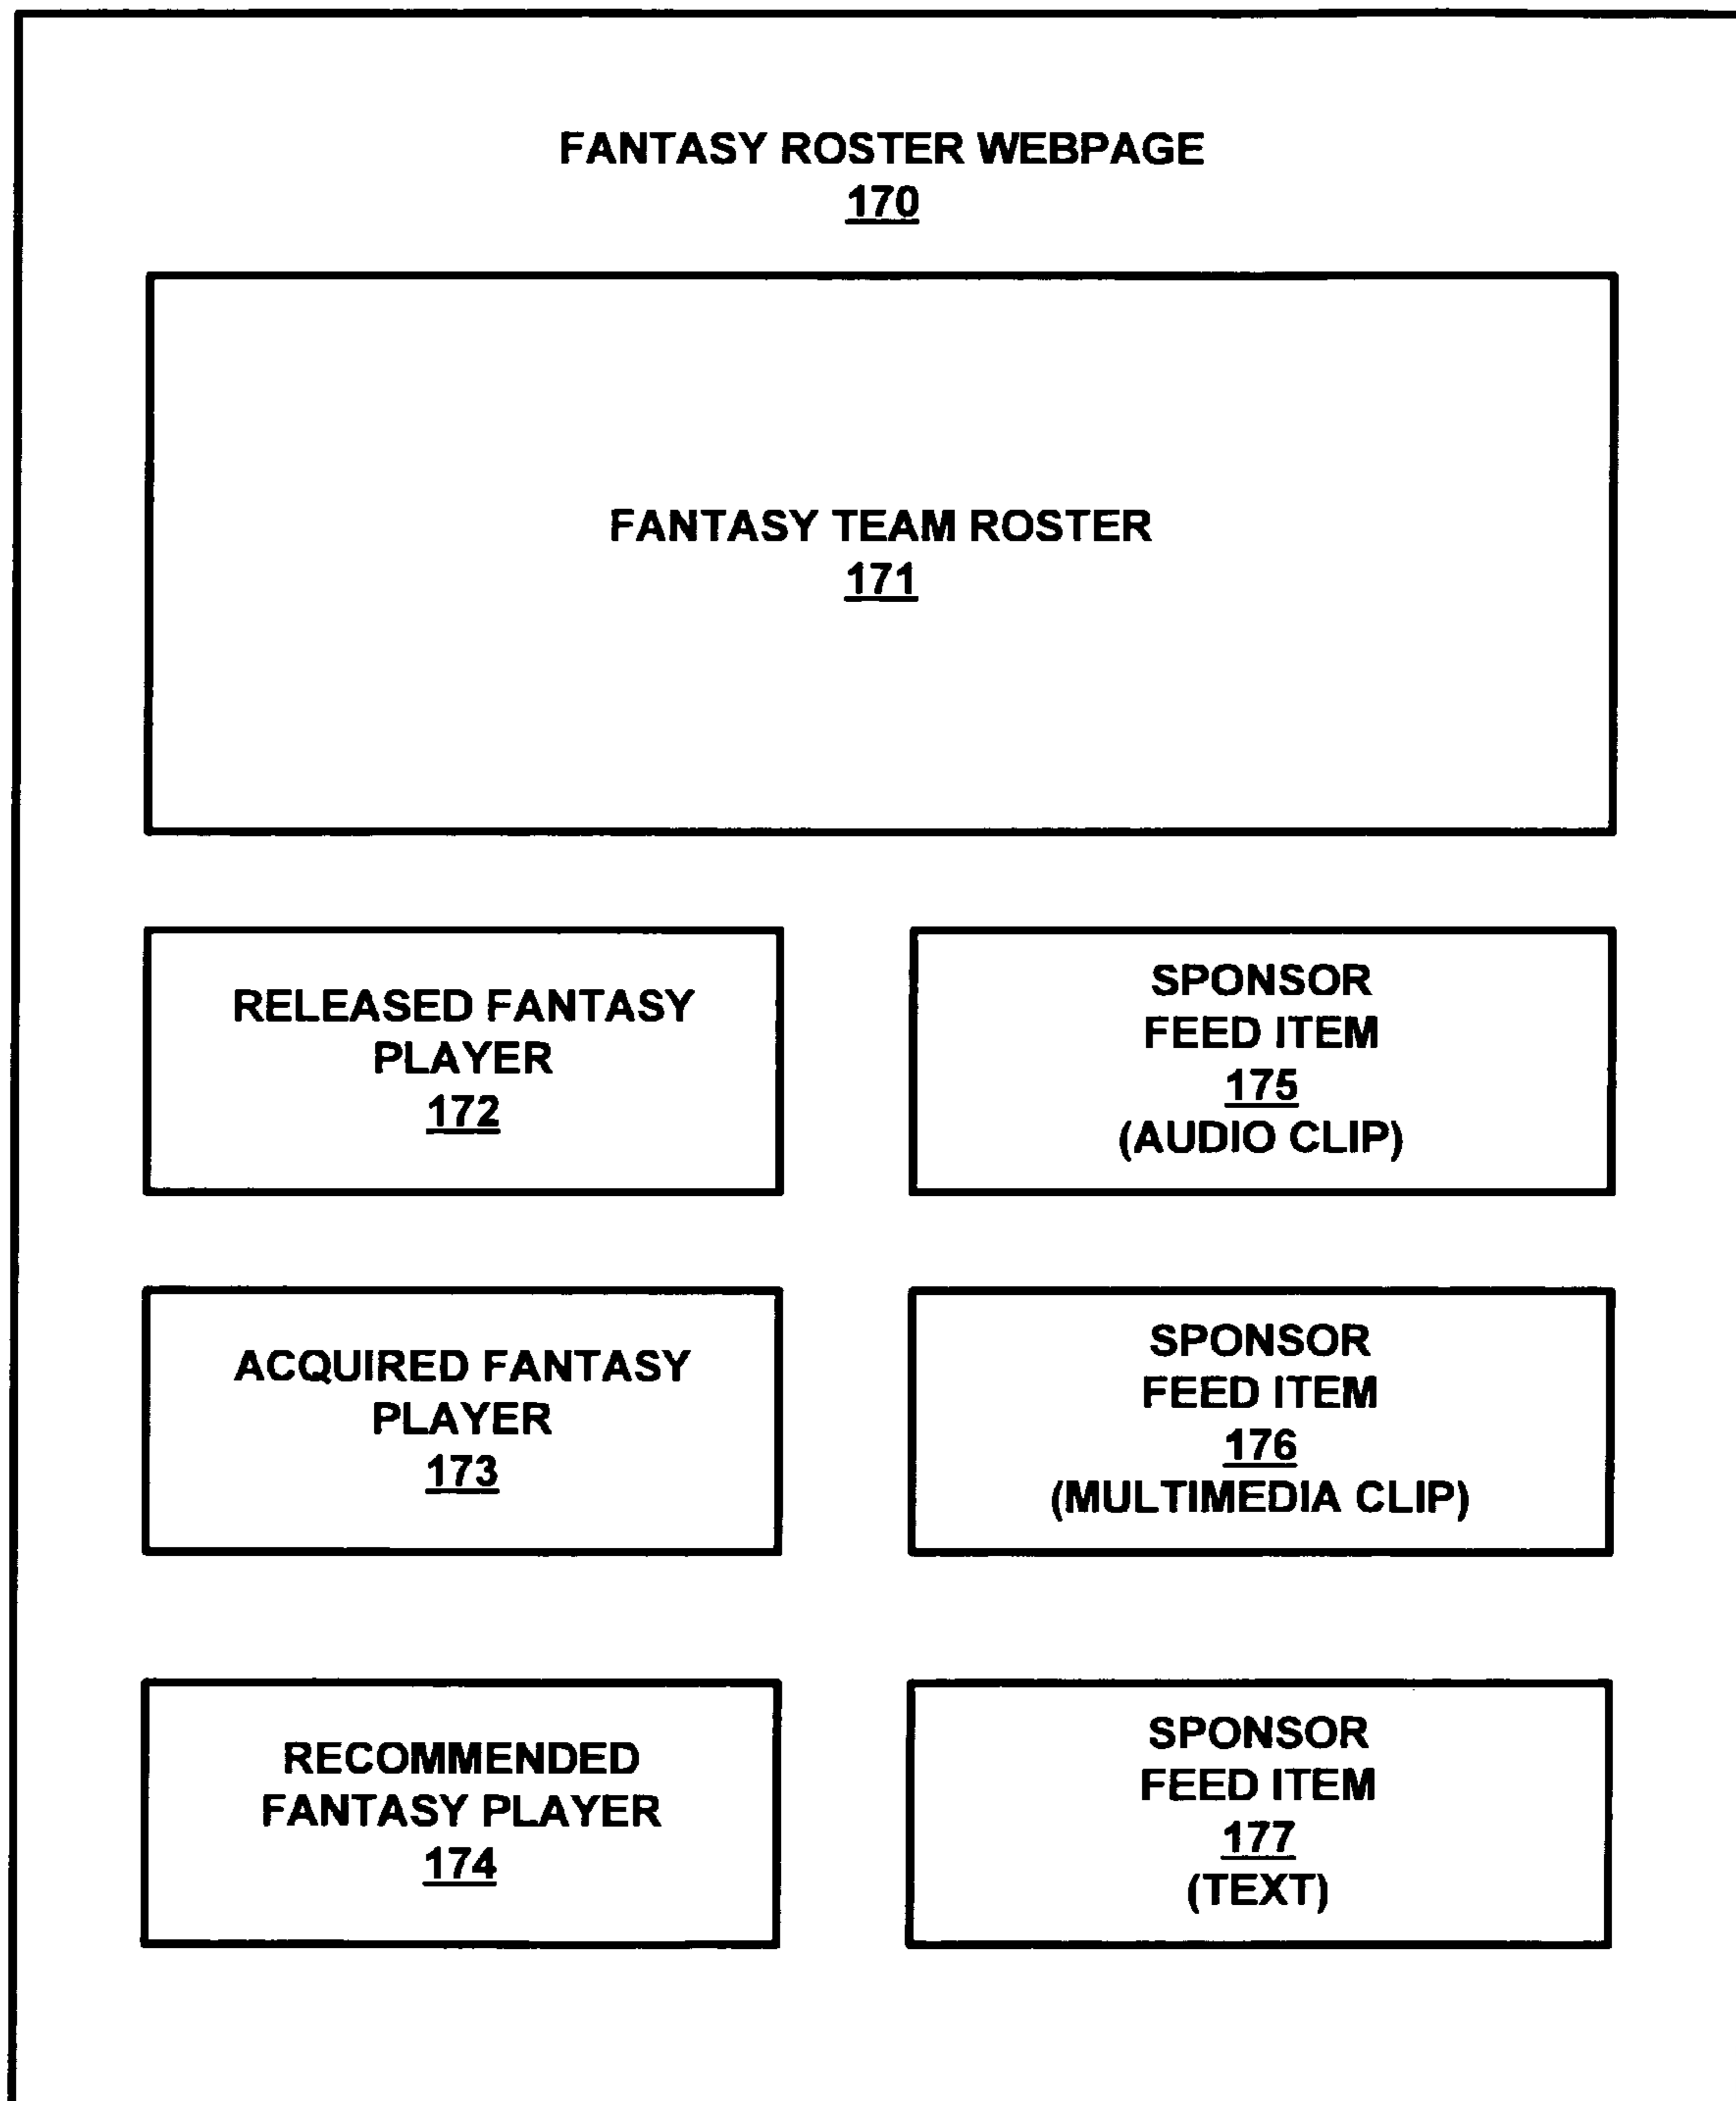 FANTASY ROSTER WEBPAGE
170
FANTASY TEAM ROSTER
171
RELEASED FANTASY
PLAYER
172
SPONSOR
FEED ITEM
175
(AUDIO CLIP)
ACQUIRED FANTASY
PLAYER
173
SPONSOR
FEED ITEM
176
(MULTIMEDIA CLIP)
RECOMMENDED
FANTASY PLAYER
174
SPONSOR
FEED ITEM
177
(TEXT)